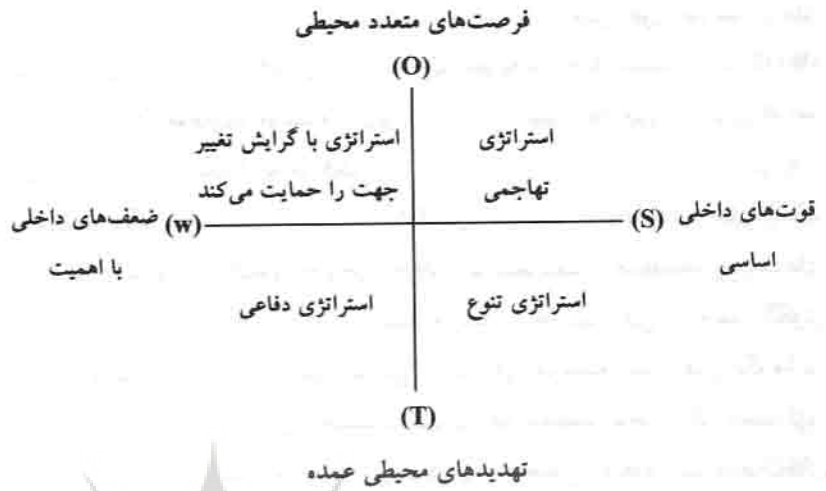 فرصت‌های متعدد محیطی
(O)
استراتژی
تهاجمی
استراتژی با گرایش تغییر
جهت را حمایت می‌کند
قوت‌های داخلی
اساسی
(S)
(w)
ضعف‌های داخلی
با اهمیت
استراتژی تنوع
استراتژی دفاعی
(T)
تهدیدهای محیطی عمده